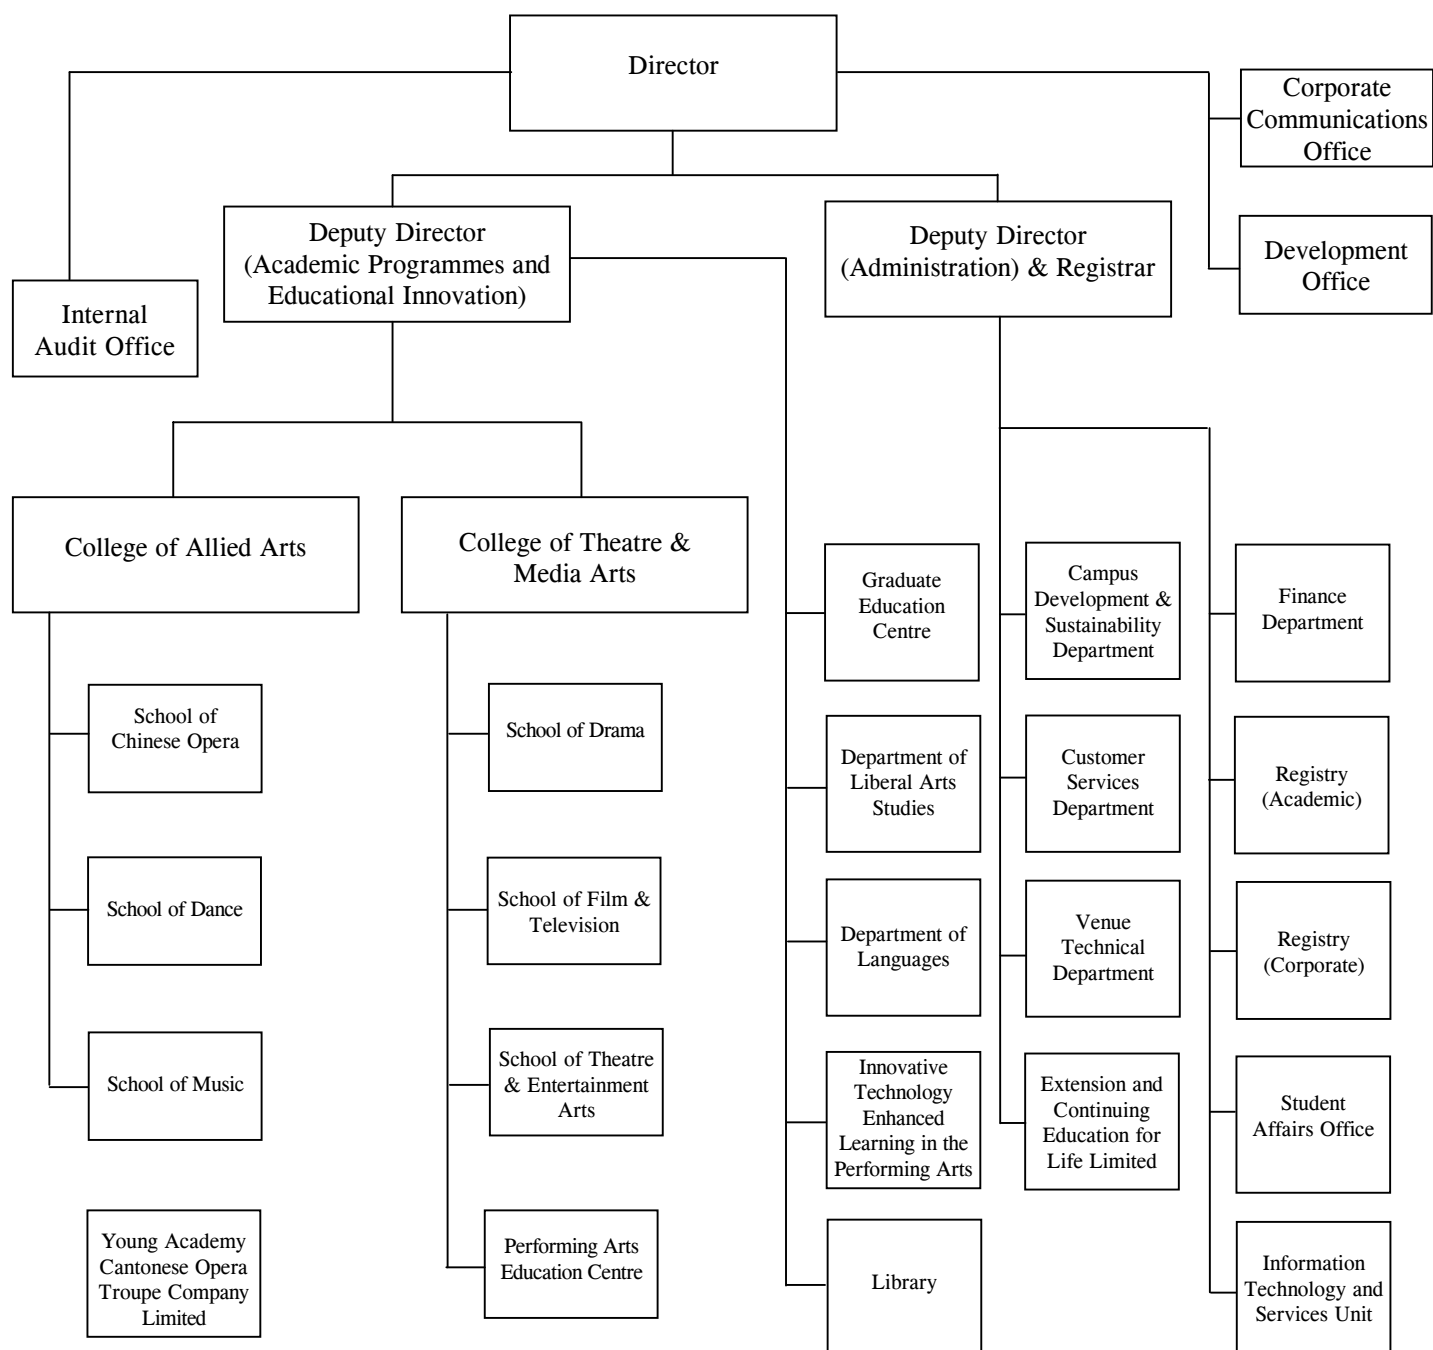 Director
Corporate
Communications
Office
Deputy Director
(Academic Programmes and
Educational Innovation)
Deputy Director
(Administration) & Registrar
Development
Office
Internal
Audit Office
College of Allied Arts
College of Theatre &
Media Arts
School of
Chinese Opera
School of Dance
School of Music
Young Academy
Cantonese Opera
Troupe Company
Limited
School of Drama
School of Film &
Television
School of Theatre
& Entertainment
Arts
Performing Arts
Education Centre
Graduate
Education
Centre
Department of
Liberal Arts
Studies
Department of
Languages
Innovative
Technology
Enhanced
Learning in the
Performing Arts
Library
Campus
Development &
Sustainability
Department
Customer
Services
Department
Venue
Technical
Department
Extension and
Continuing
Education for
Life Limited
Finance
Department
Registry
(Academic)
Registry
(Corporate)
Student
Affairs Office
Information
Technology and
Services Unit